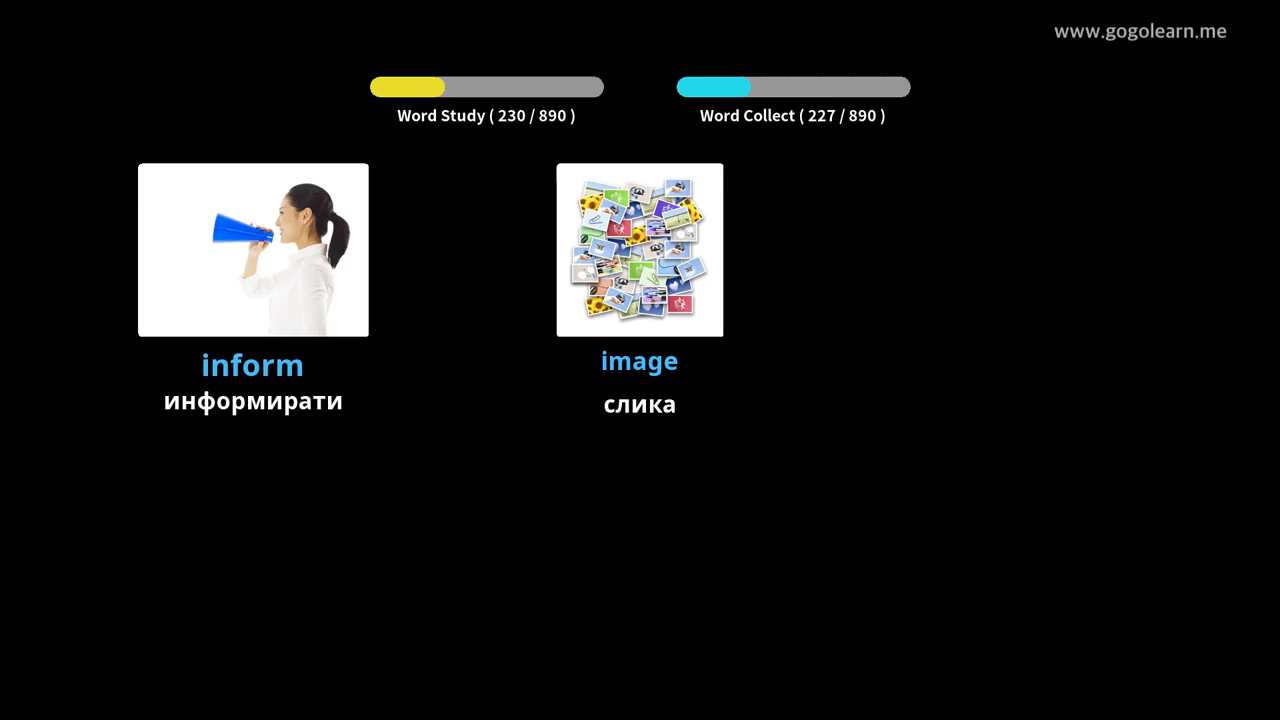 www.gogolearn.me
Word Study ( 230 / 890 )
Word Collect ( 227 / 890 )
inform
информирати
image
слика